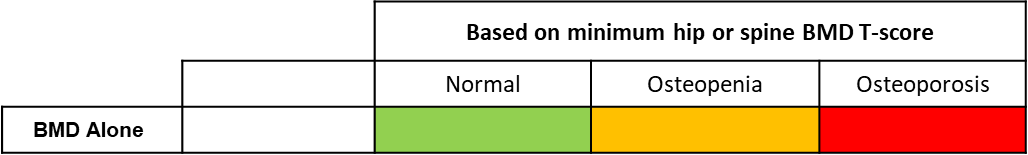 Based on minimum hip or spine BMD T-score
Normal Osteopenia Osteoporosis
BMD Alone